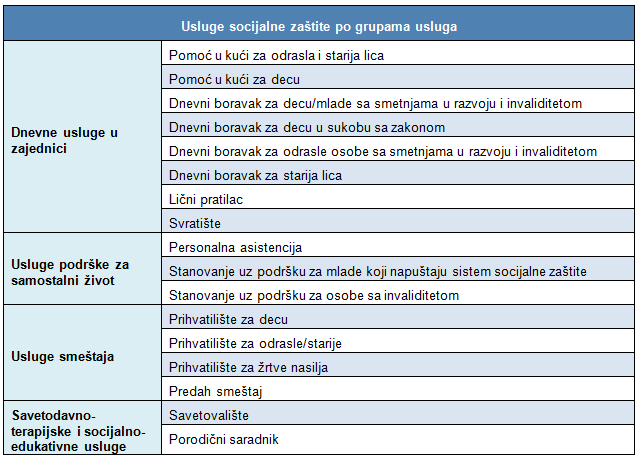 Usluge socijalne zaštite po grupama usluga
Dnevne usluge u
zajednici
Pomoć u kući za odrasla i starija lica
Pomoć u kući za decu
Dnevni boravak za decu/mlade sa smetnjama u razvoju i invaliditetom
Dnevni boravak za decu u sukobu sa zakonom
Dnevni boravak za odrasle osobe sa smetnjama u razvoju i invaliditetom
Dnevni boravak za starija lica
Lični pratilac
Svratište
Usluge podrške za
samostalni život
Personalna asistencija
Stanovanje uz podršku za mlade koji napuštaju sistem socijalne zaštite
Stanovanje uz podršku za osobe sa invaliditetom
Usluge smeštaja
Prihvatilište za decu
Prihvatilište za odrasle/starije
Prihvatilište za žrtve nasilja
Predah smeštaj
Savetodavno-
terapijske i socijalno-
edukativne usluge
Savetovalište
Porodični saradnik